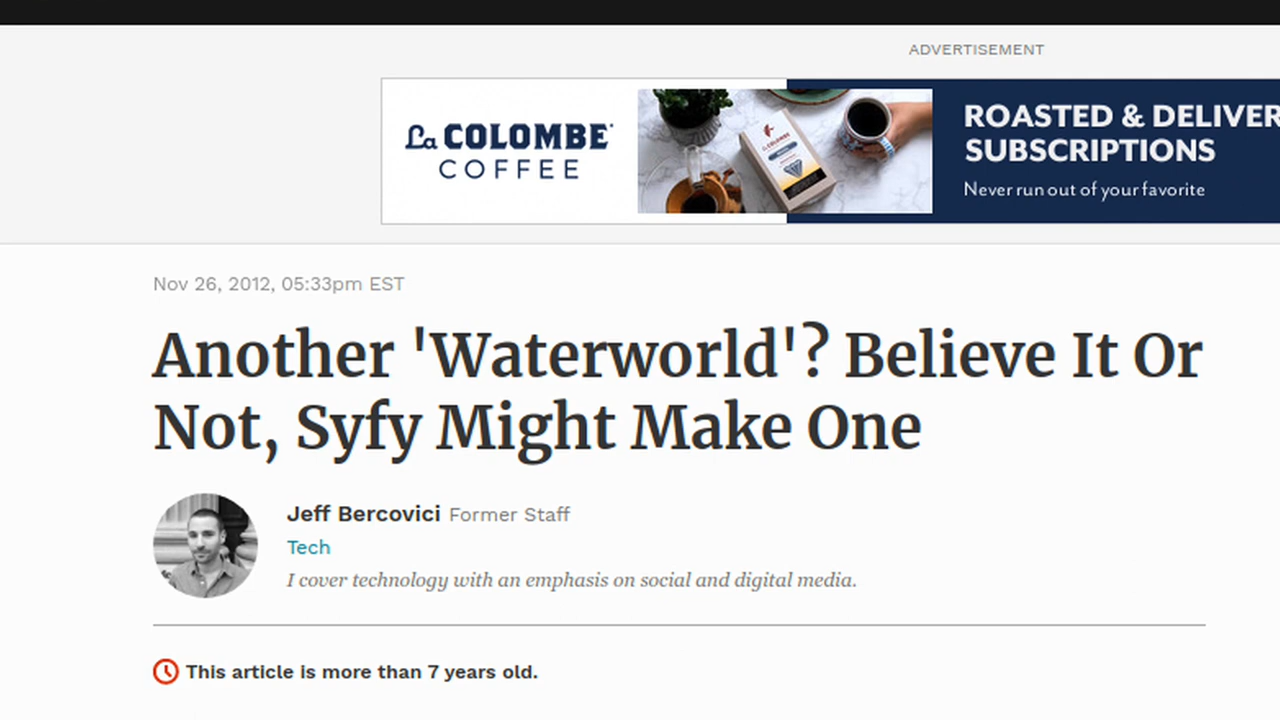 ADVERTISEMENT
La COLOMBE
COFFEE
ROASTED & DELIVER
SUBSCRIPTIONS
Never run out of your favorite
Nov 26, 2012, 05:33pm EST
Another 'Waterworld'? Believe It Or
Not, Syfy Might Make One
Jeff Bercovici Former Staff
Tech
I cover technology with an emphasis on social and digital media.
This article is more than 7 years old.